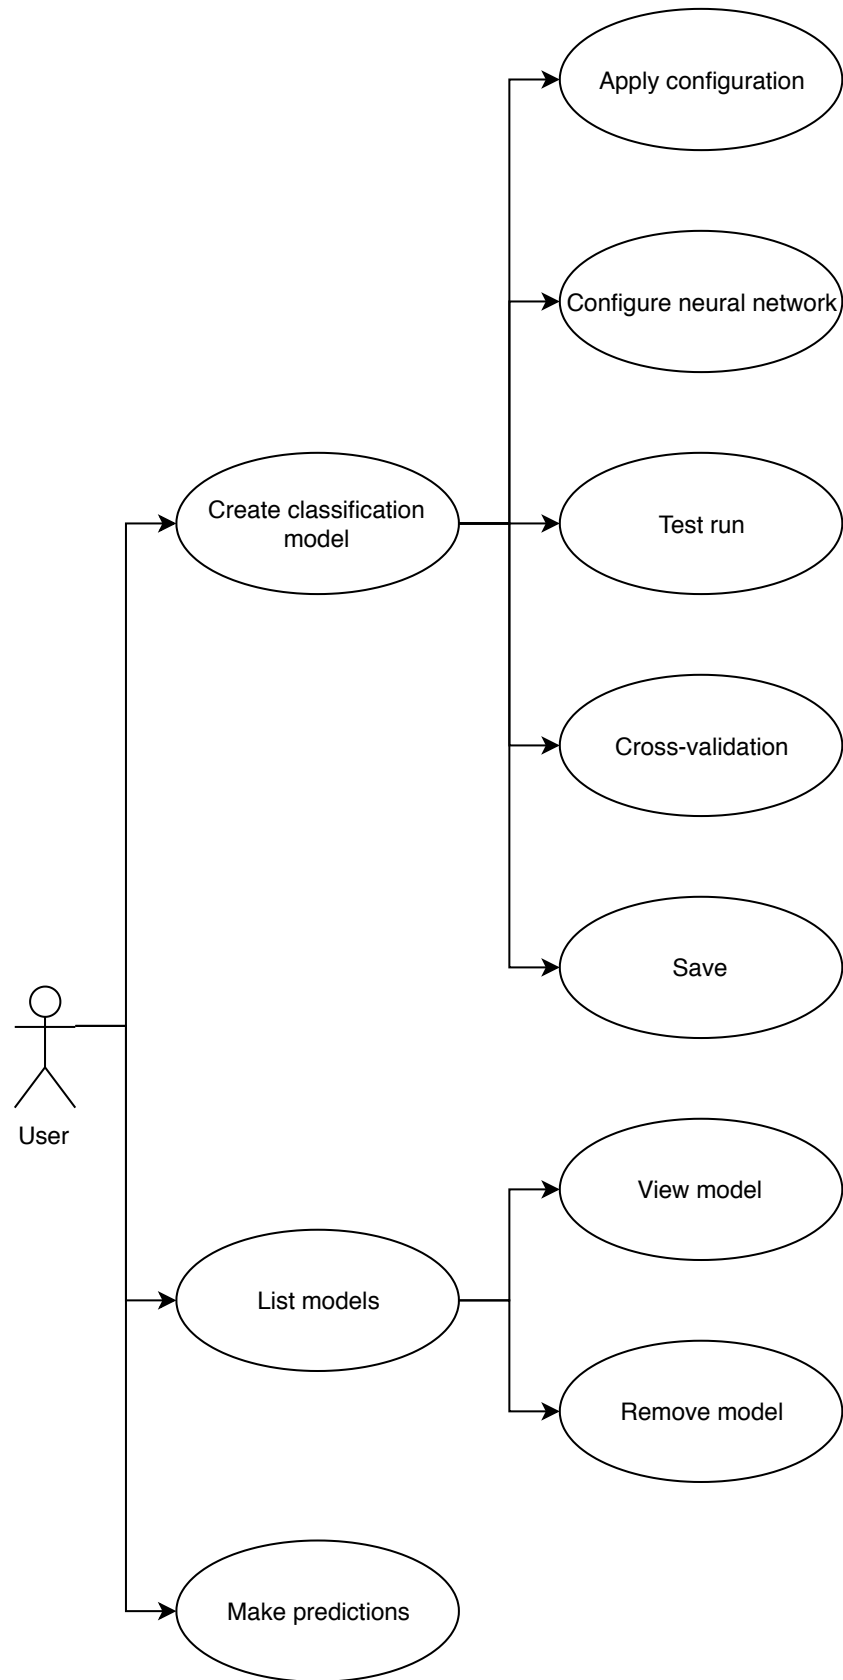 Apply configuration
Configure neural network
Create classification
model
Test run
Cross-validation
Save
User
View model
List models
Remove model
Make predictions